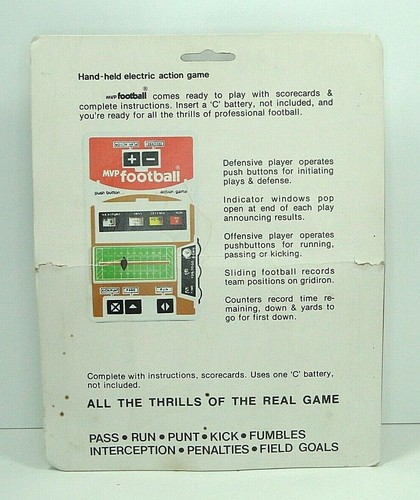 Hand-held electric action game
MVP football® comes ready to play with scorecards &
complete instructions. Insert a 'C' battery, not included, and
you're ready for all the thrills of professional football.
MVP football®
push button action game
Defensive player operates
push buttons for initiating
plays & defense.
Indicator windows pop
open at end of each play
announcing results.
Offensive player operates
pushbuttons for running,
passing or kicking.
Sliding football records
team positions on gridiron.
Counters record time re-
maining, down & yards to
go for first down.
Complete with instructions, scorecards. Uses one 'C' battery,
not included.
ALL THE THRILLS OF THE REAL GAME
PASS • RUN • PUNT • KICK • FUMBLES
INTERCEPTION • PENALTIES • FIELD GOALS